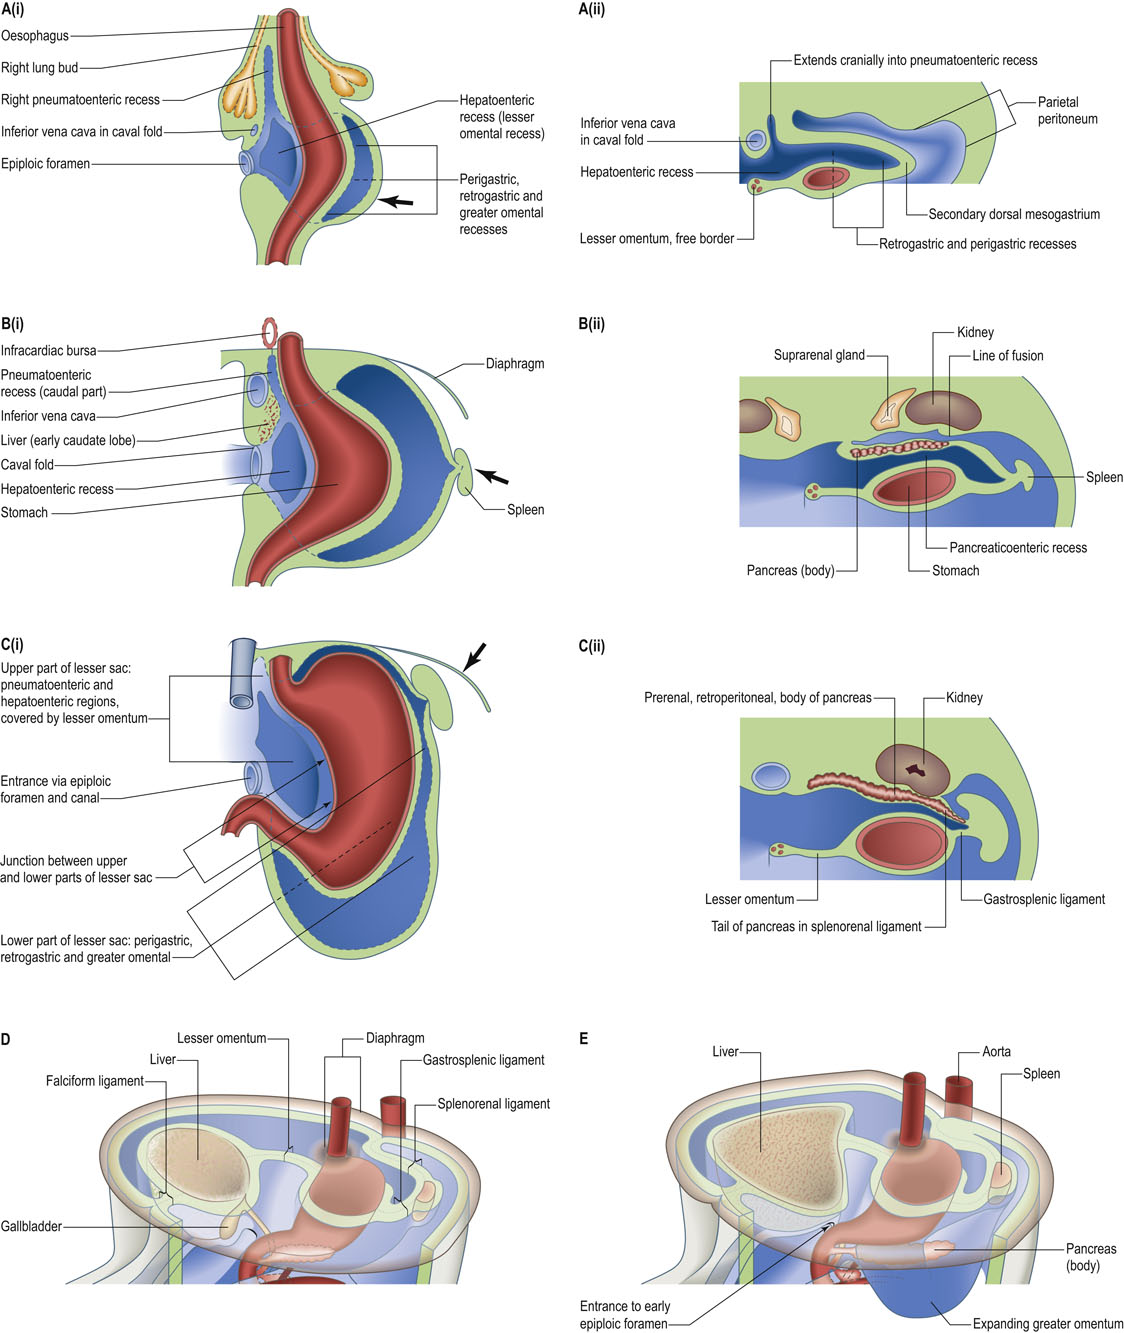 A(i)
Oesophagus
Right lung bud
Right pneumatoenteric recess
Inferior vena cava in caval fold
Epiploic foramen
Hepatoenteric
recess (lesser
omental recess)
Perigastric,
retrogastric and
greater omental
recesses
A(ii)
Extends cranially into pneumatoenteric recess
Parietal
peritoneum
Inferior vena cava
in caval fold
Hepatoenteric recess
Lesser omentum, free border
Secondary dorsal mesogastrium
Retrogastric and perigastric recesses
B(i)
Infracardiac bursa
Pneumatoenteric
recess (caudal part)
Inferior vena cava
Liver (early caudate lobe)
Caval fold
Hepatoenteric recess
Stomach
Diaphragm
Spleen
B(ii)
Kidney
Suprarenal gland
Line of fusion
Spleen
Pancreaticoenteric recess
Pancreas (body)
Stomach
C(i)
Upper part of lesser sac:
pneumatoenteric and
hepatoenteric regions,
covered by lesser omentum
Entrance via epiploic
foramen and canal
Junction between upper
and lower parts of lesser sac
Lower part of lesser sac: perigastric,
retrogastric and greater omental
C(ii)
Prerenal, retroperitoneal, body of pancreas
Kidney
Lesser omentum
Gastrosplenic ligament
Tail of pancreas in splenorenal ligament
D
Lesser omentum
Diaphragm
Liver
Gastrosplenic ligament
Falciform ligament
Splenorenal ligament
Gallbladder
E
Liver
Aorta
Spleen
Pancreas
(body)
Entrance to early
epiploic foramen
Expanding greater omentum